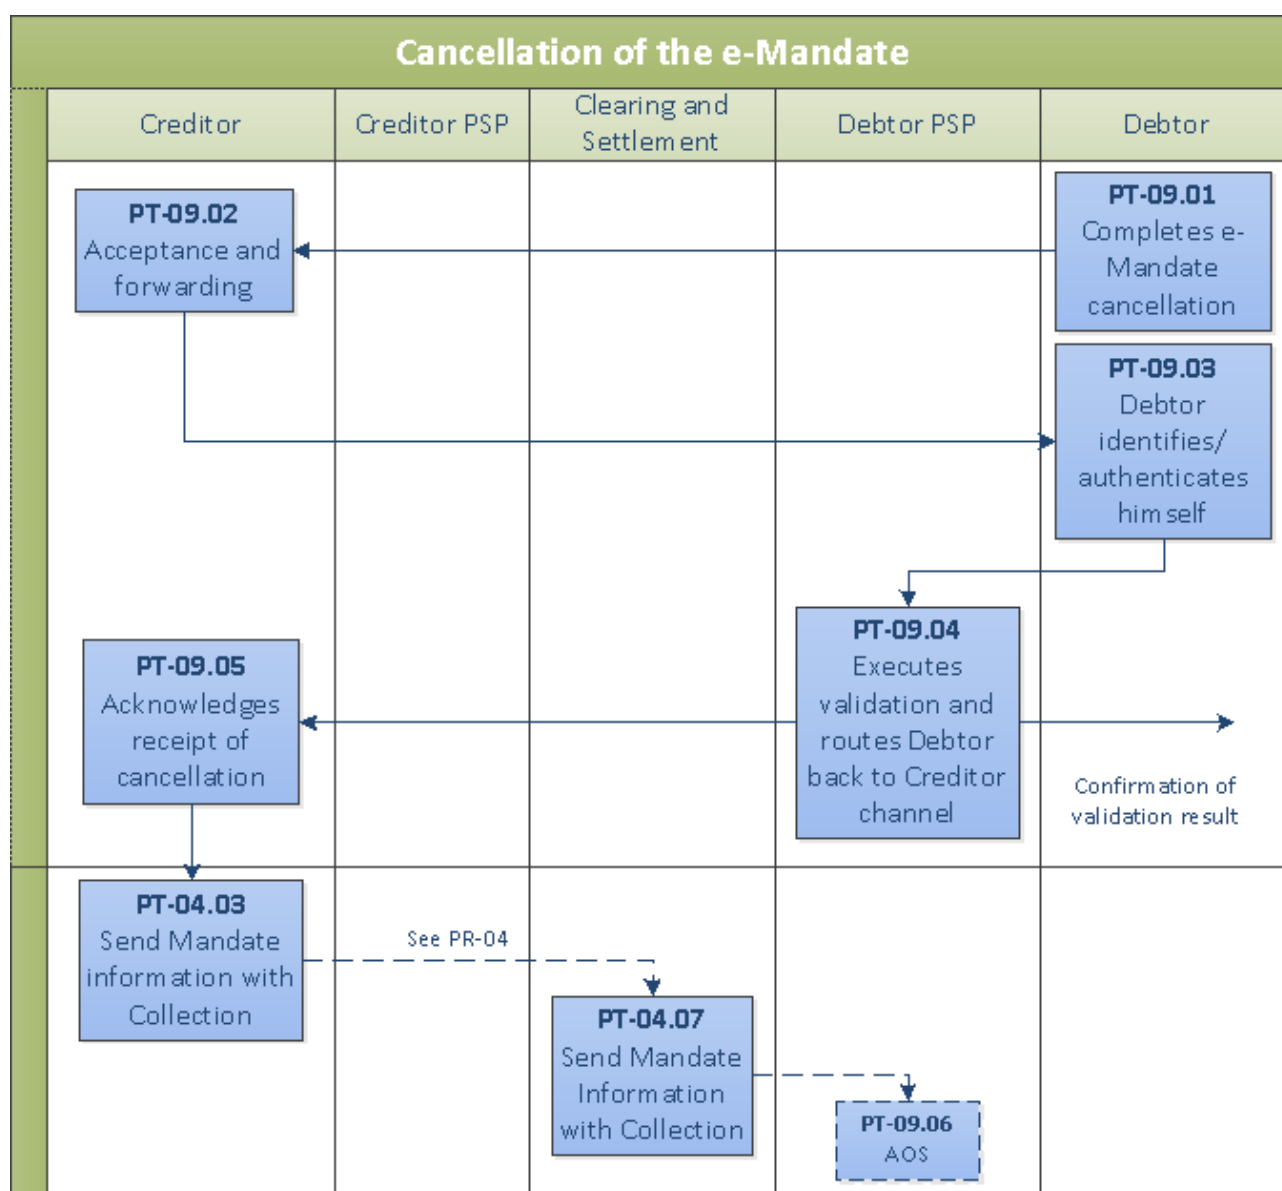 Cancellation of the e-Mandate
Creditor
Creditor PSP
Clearing and
Settlement
Debtor PSP
Debtor
PT-09.01
Completes e-
Mandate
cancellation
PT-09.02
Acceptance and
forwarding
PT-09.03
Debtor
identifies/
authenticates
himself
PT-09.04
Executes
validation and
routes Debtor
back to Creditor
channel
Confirmation of
validation result
PT-09.05
Acknowledges
receipt of
cancellation
PT-04.03
Send Mandate
information with
Collection
See PR-04
PT-04.07
Send Mandate
Information
with Collection
PT-09.06
AOS